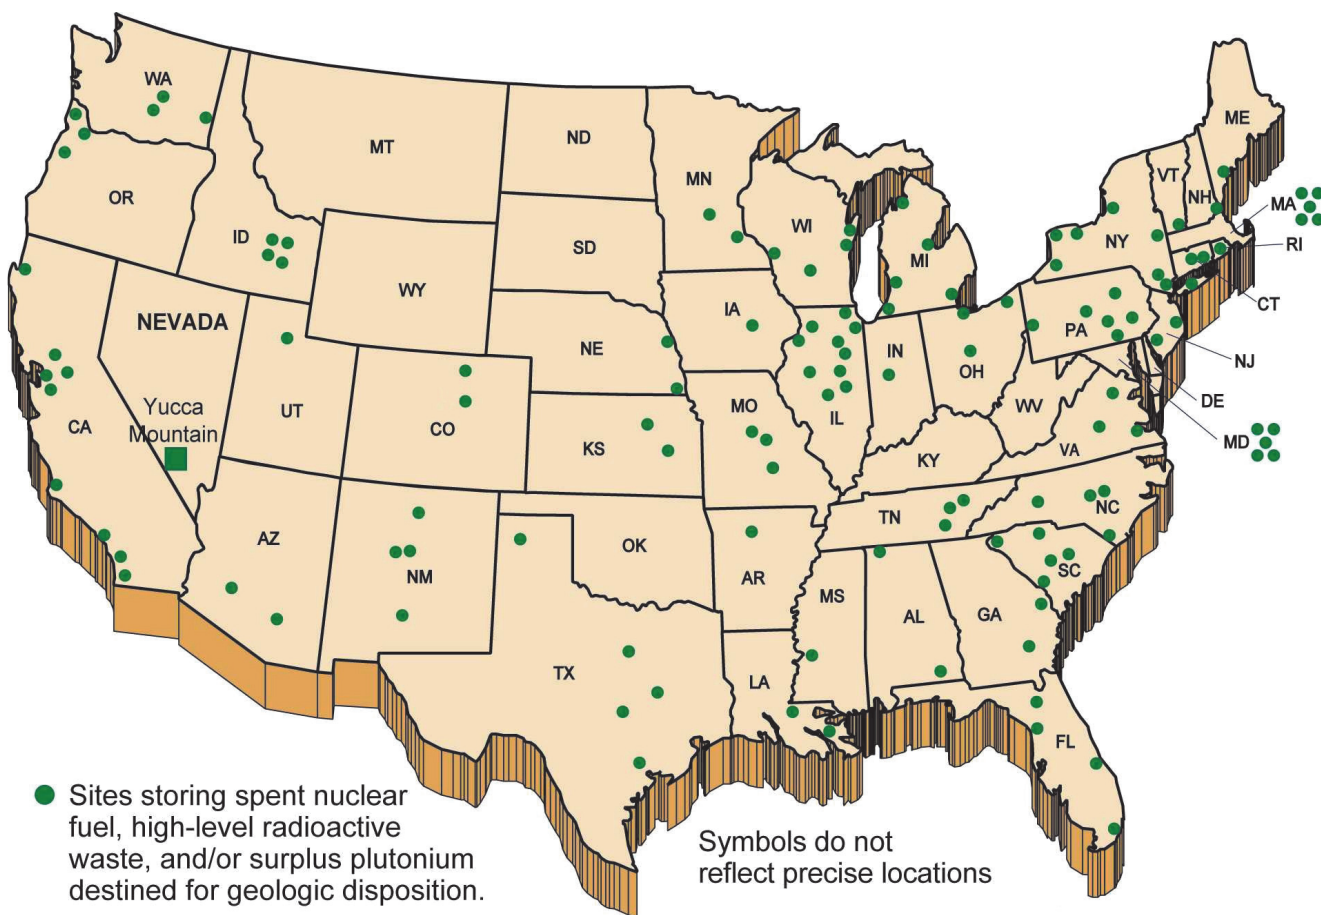 WA
MT
ND
MN
ME
VT
NH
MA
RI
CT
OR
ID
SD
WI
MI
NY
WY
NEVADA
IA
NE
PA
NJ
IN
OH
DE
IL
WV
MD
UT
CO
CA
Yucca
Mountain
KS
MO
KY
VA
AZ
NM
OK
TN
NC
AR
SC
MS
AL
GA
TX
LA
FL
Sites storing spent nuclear
fuel, high-level radioactive
waste, and/or surplus plutonium
destined for geologic disposition.
Symbols do not
reflect precise locations